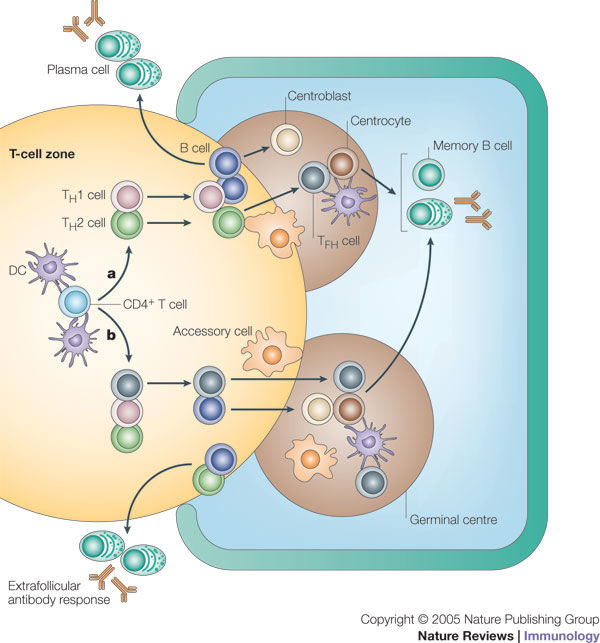 Plasma cell
T-cell zone
B cell
Centroblast
Centrocyte
Memory B cell
TH1 cell
TH2 cell
TFH cell
DC
a
CD4+ T cell
b
Accessory cell
Germinal centre
Extrafollicular
antibody response
Copyright © 2005 Nature Publishing Group
Nature Reviews | Immunology